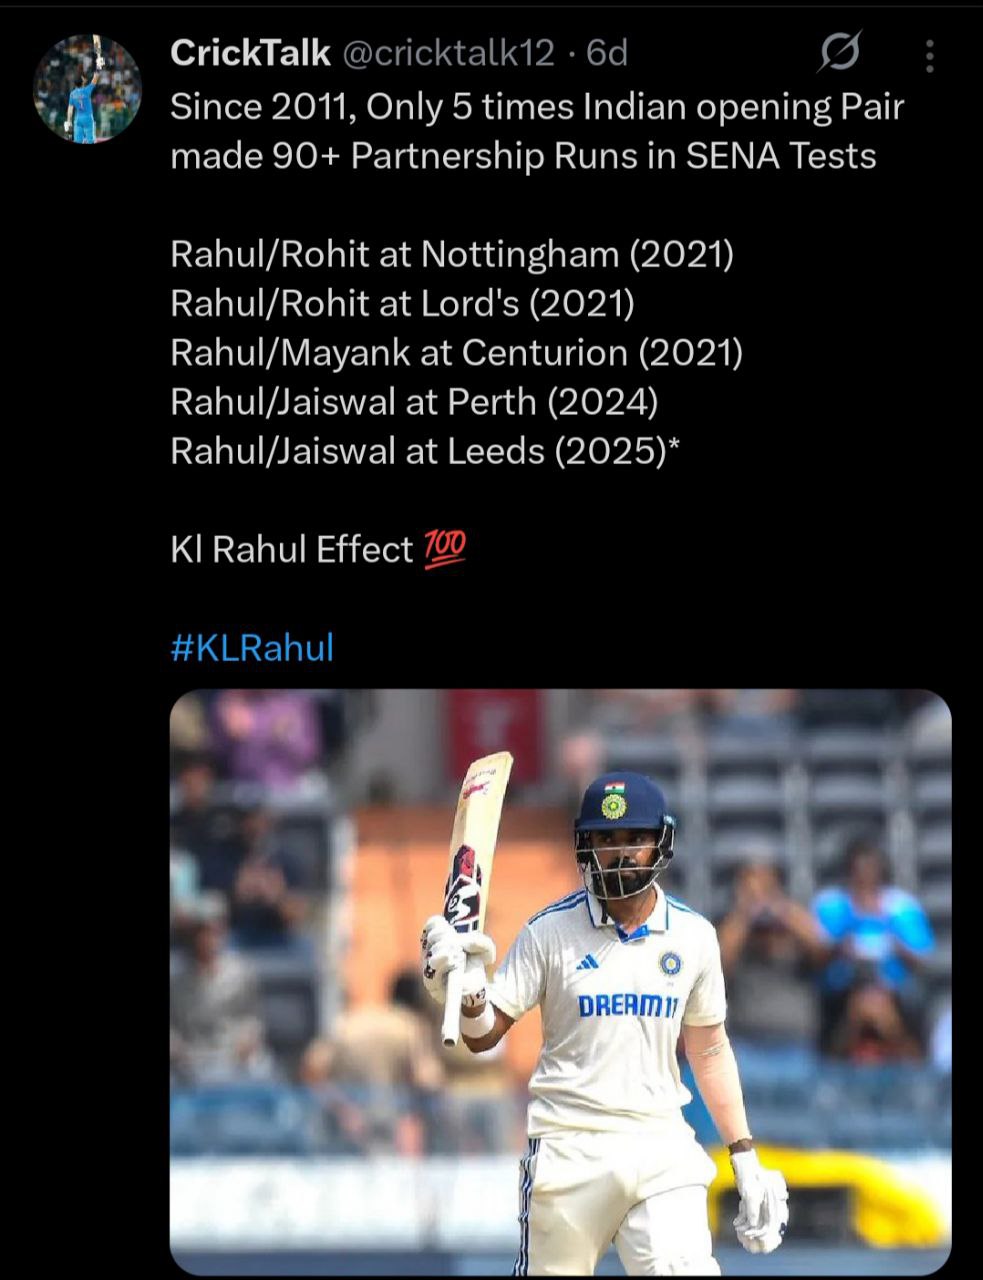 CrickTalk @cricktalk12 · 6d
Since 2011, Only 5 times Indian opening Pair
made 90+ Partnership Runs in SENA Tests
Rahul/Rohit at Nottingham (2021)
Rahul/Rohit at Lord's (2021)
Rahul/Mayank at Centurion (2021)
Rahul/Jaiswal at Perth (2024)
Rahul/Jaiswal at Leeds (2025)*
Kl Rahul Effect 💯
#KLRahul
DREAM11